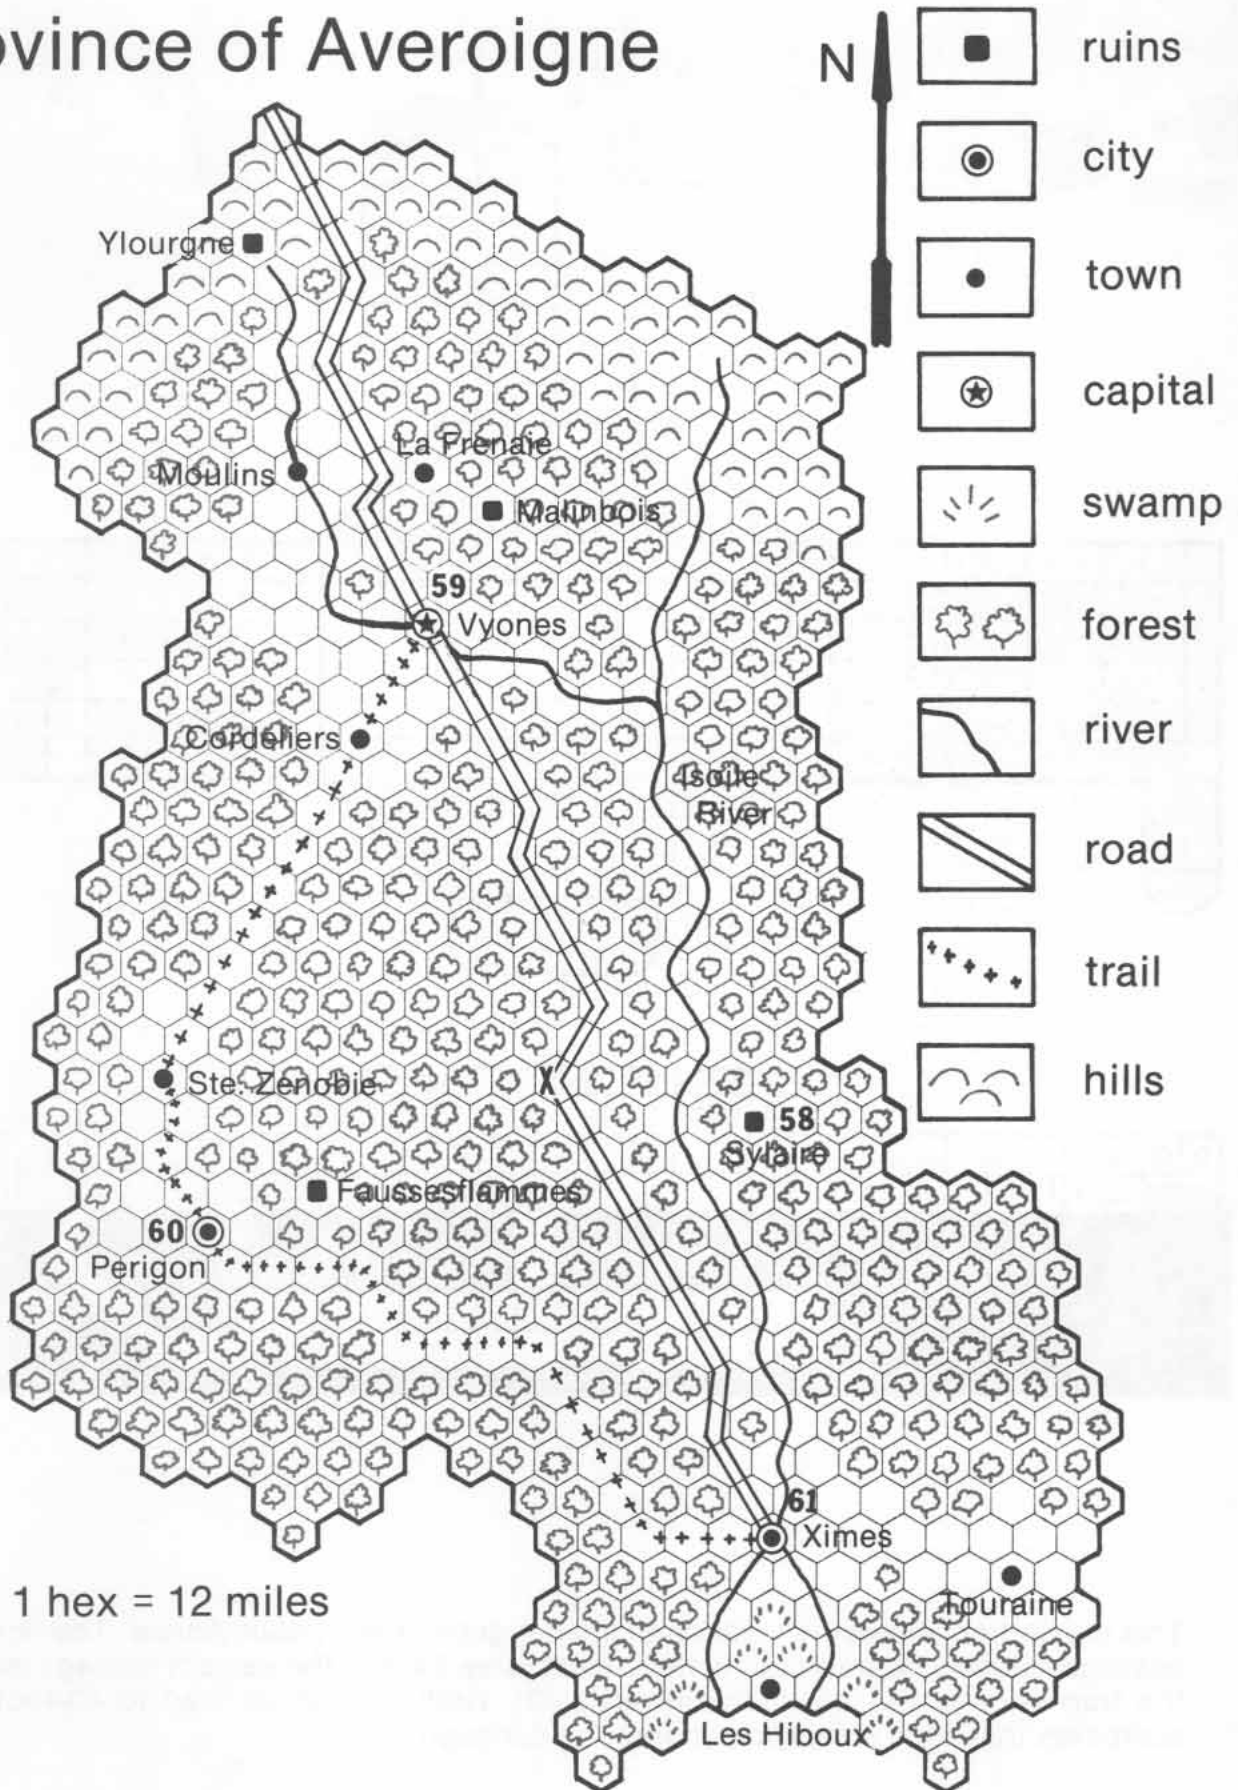 ovince of Averoigne
N
ruins
city
town
capital
swamp
forest
river
road
trail
hills
Ylourgne
La Frenaie
Moulins
Malinbois
59
Vyones
Cordeliers
Isoile
River
X
Ste. Zenobie
58
Sylaire
Faussesflammes
60
Perigon
61
Ximes
Touraine
Les Hiboux
1 hex = 12 miles